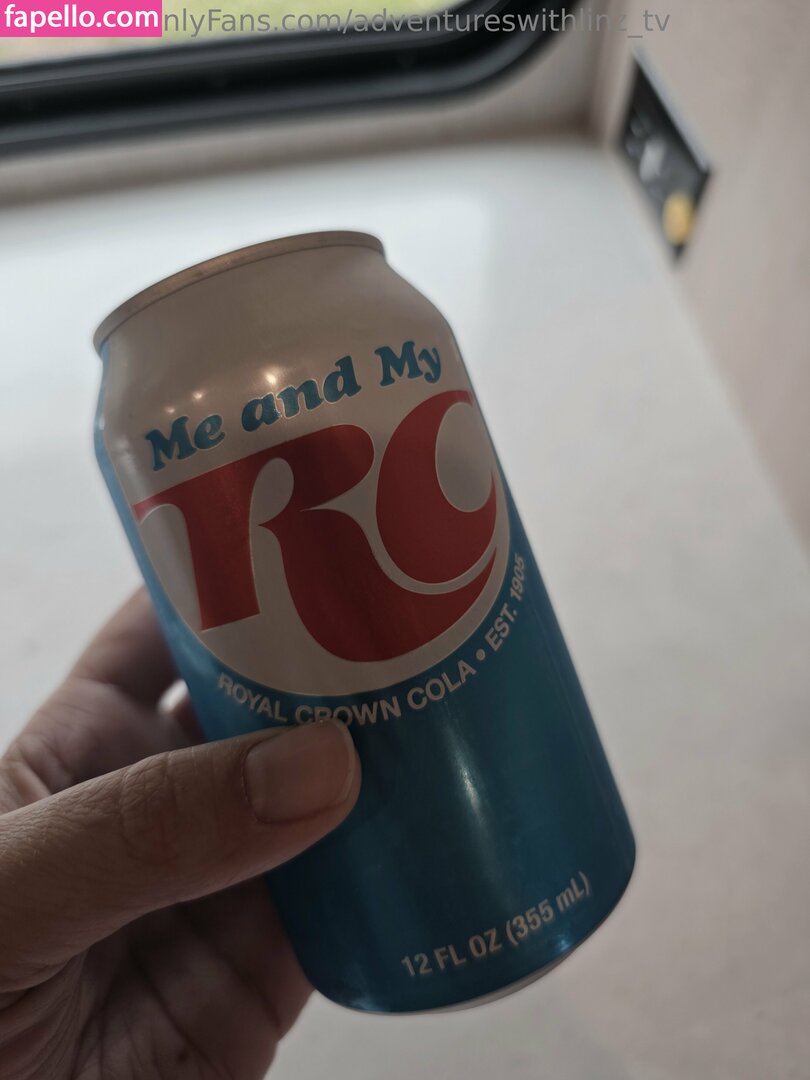 fapello.com
nlyFans.com/adventureswithlinz_tv
Me and My
RC
ROYAL CROWN COLA • EST. 1905
12 FL OZ (355 mL)